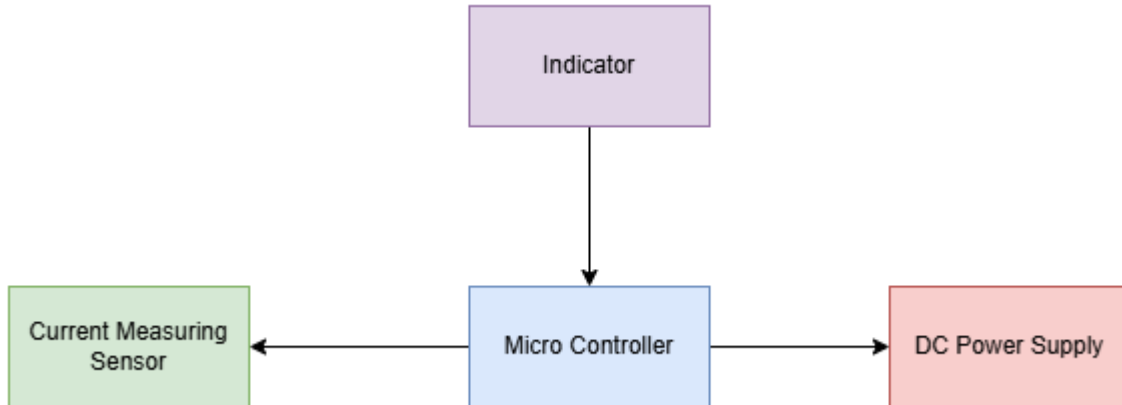 Indicator
Current Measuring
Sensor
Micro Controller
DC Power Supply